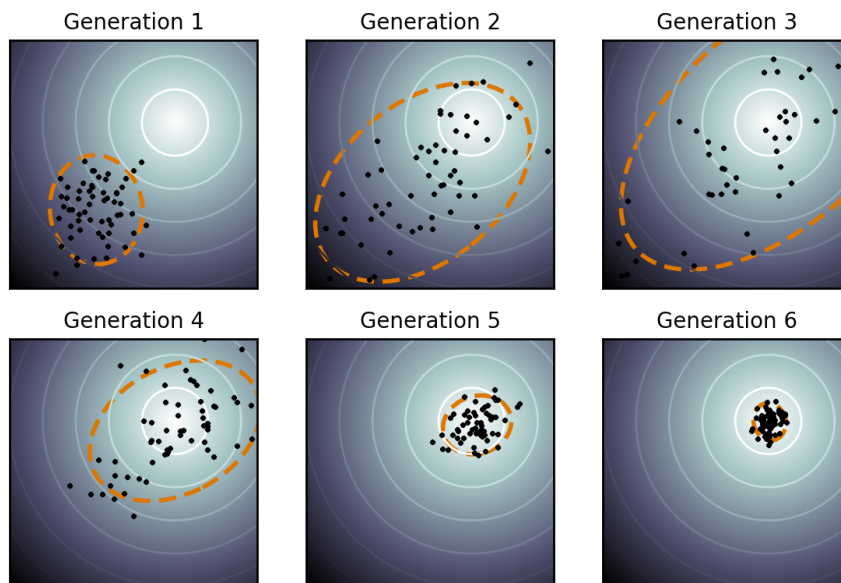 Generation 1
Generation 2
Generation 3
Generation 4
Generation 5
Generation 6